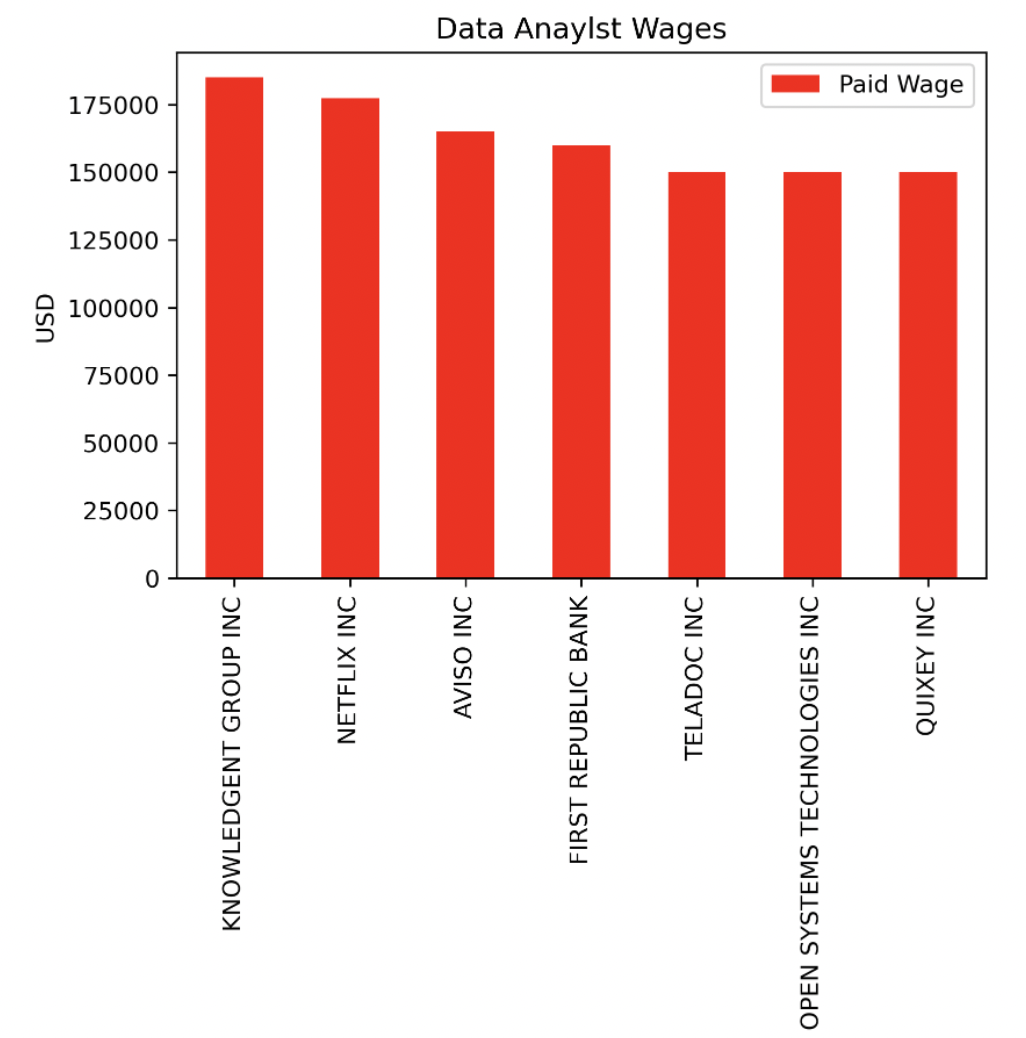 Data Anaylst Wages
Paid Wage
175000
150000
125000
100000
75000
50000
25000
0
USD
KNOWLEDGENT GROUP INC
NETFLIX INC
AVISO INC
FIRST REPUBLIC BANK
TELADOC INC
OPEN SYSTEMS TECHNOLOGIES INC
QUIXEY INC